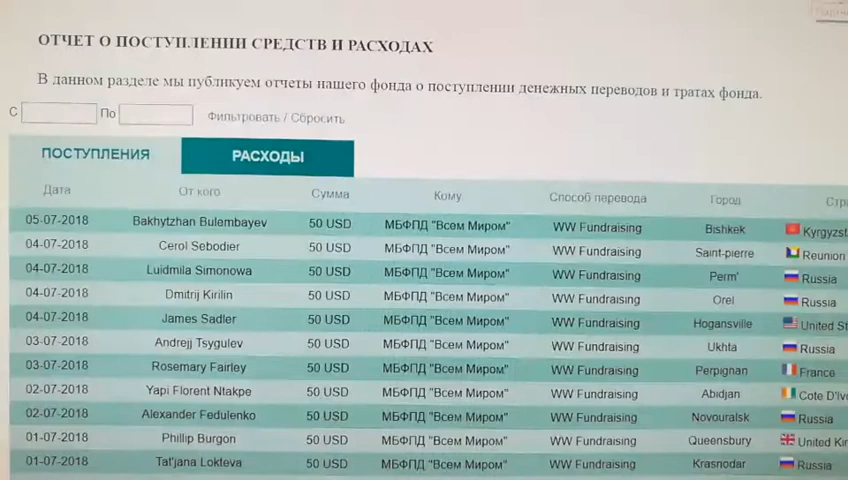 ОТЧЕТ О ПОСТУПЛЕНИИ СРЕДСТВ И РАСХОДАХ
В данном разделе мы публикуем отчеты нашего фонда о поступлении денежных переводов и тратах фонда.
С По Фильтровать / Сбросить
ПОСТУПЛЕНИЯ РАСХОДЫ
Дата От кого Сумма Кому Способ перевода Город Стр
05-07-2018 Bakhytzhan Bulembayev 50 USD МБФПД "Всем Миром" WW Fundraising Bishkek Kyrgyzst
04-07-2018 Cerol Sebodier 50 USD МБФПД "Всем Миром" WW Fundraising Saint-pierre Reunion
04-07-2018 Luidmila Simonowa 50 USD МБФПД "Всем Миром" WW Fundraising Perm' Russia
04-07-2018 Dmitrij Kirilin 50 USD МБФПД "Всем Миром" WW Fundraising Orel Russia
04-07-2018 James Sadler 50 USD МБФПД "Всем Миром" WW Fundraising Hogansville United St
03-07-2018 Andrejj Tsygulev 50 USD МБФПД "Всем Миром" WW Fundraising Ukhta Russia
03-07-2018 Rosemary Fairley 50 USD МБФПД "Всем Миром" WW Fundraising Perpignan France
02-07-2018 Yapi Florent Ntakpe 50 USD МБФПД "Всем Миром" WW Fundraising Abidjan Cote D'Ivo
02-07-2018 Alexander Fedulenko 50 USD МБФПД "Всем Миром" WW Fundraising Novouralsk Russia
01-07-2018 Phillip Burgon 50 USD МБФПД "Всем Миром" WW Fundraising Queensbury United Ki
01-07-2018 Tat'jana Lokteva 50 USD МБФПД "Всем Миром" WW Fundraising Krasnodar Russia